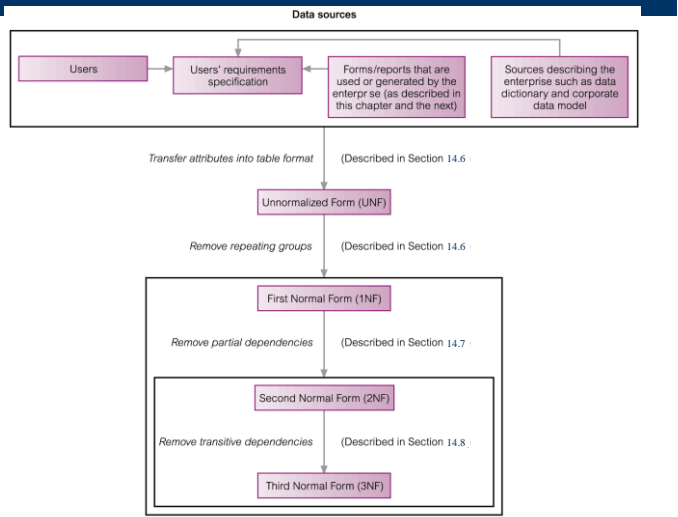 Data sources
Users
Users' requirements
specification
Forms/reports that are
used or generated by the
enterpr se (as described in
this chapter and the next)
Sources describing the
enterprise such as data
dictionary and corporate
data model
Transfer attributes into table format
(Described in Section 14.6
Unnormalized Form (UNF)
Remove repeating groups
(Described in Section 14.6
First Normal Form (1NF)
Remove partial dependencies
(Described in Section 14.7
Second Normal Form (2NF)
Remove transitive dependencies
(Described in Section 14.8
Third Normal Form (3NF)